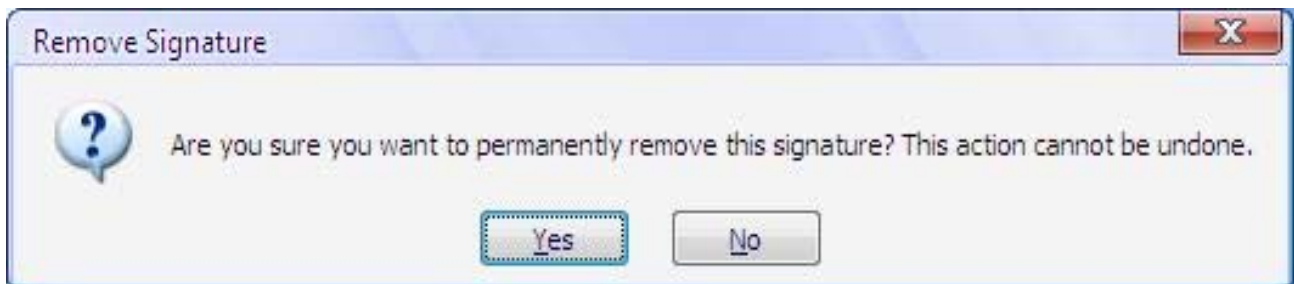 Remove Signature
Are you sure you want to permanently remove this signature? This action cannot be undone.
Yes
No